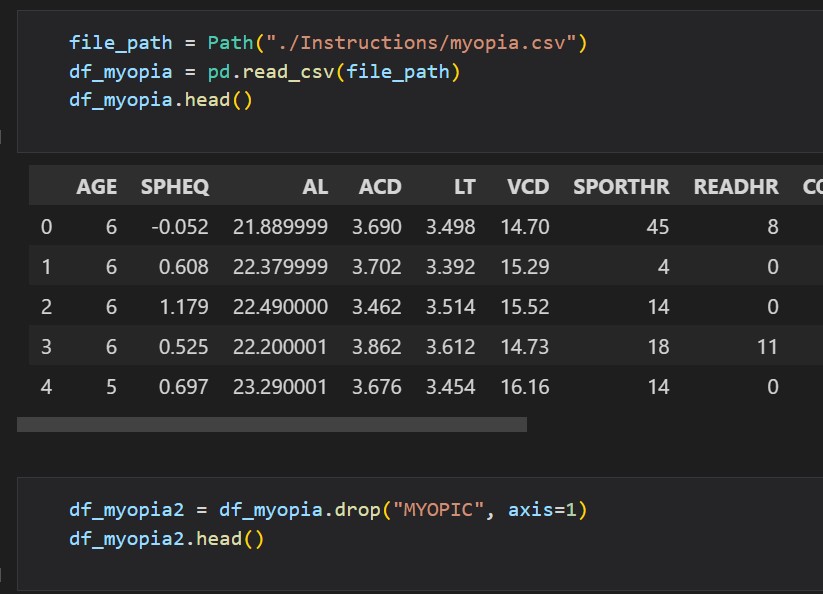 file_path = Path("./Instructions/myopia.csv")
df_myopia = pd.read_csv(file_path)
df_myopia.head()
AGE SPHEQ AL ACD LT VCD SPORTHR READHR
0 6 -0.052 21.889999 3.690 3.498 14.70 45 8
1 6 0.608 22.379999 3.702 3.392 15.29 4 0
2 6 1.179 22.490000 3.462 3.514 15.52 14 0
3 6 0.525 22.200001 3.862 3.612 14.73 18 11
4 5 0.697 23.290001 3.676 3.454 16.16 14 0
df_myopia2 = df_myopia.drop("MYOPIC", axis=1)
df_myopia2.head()